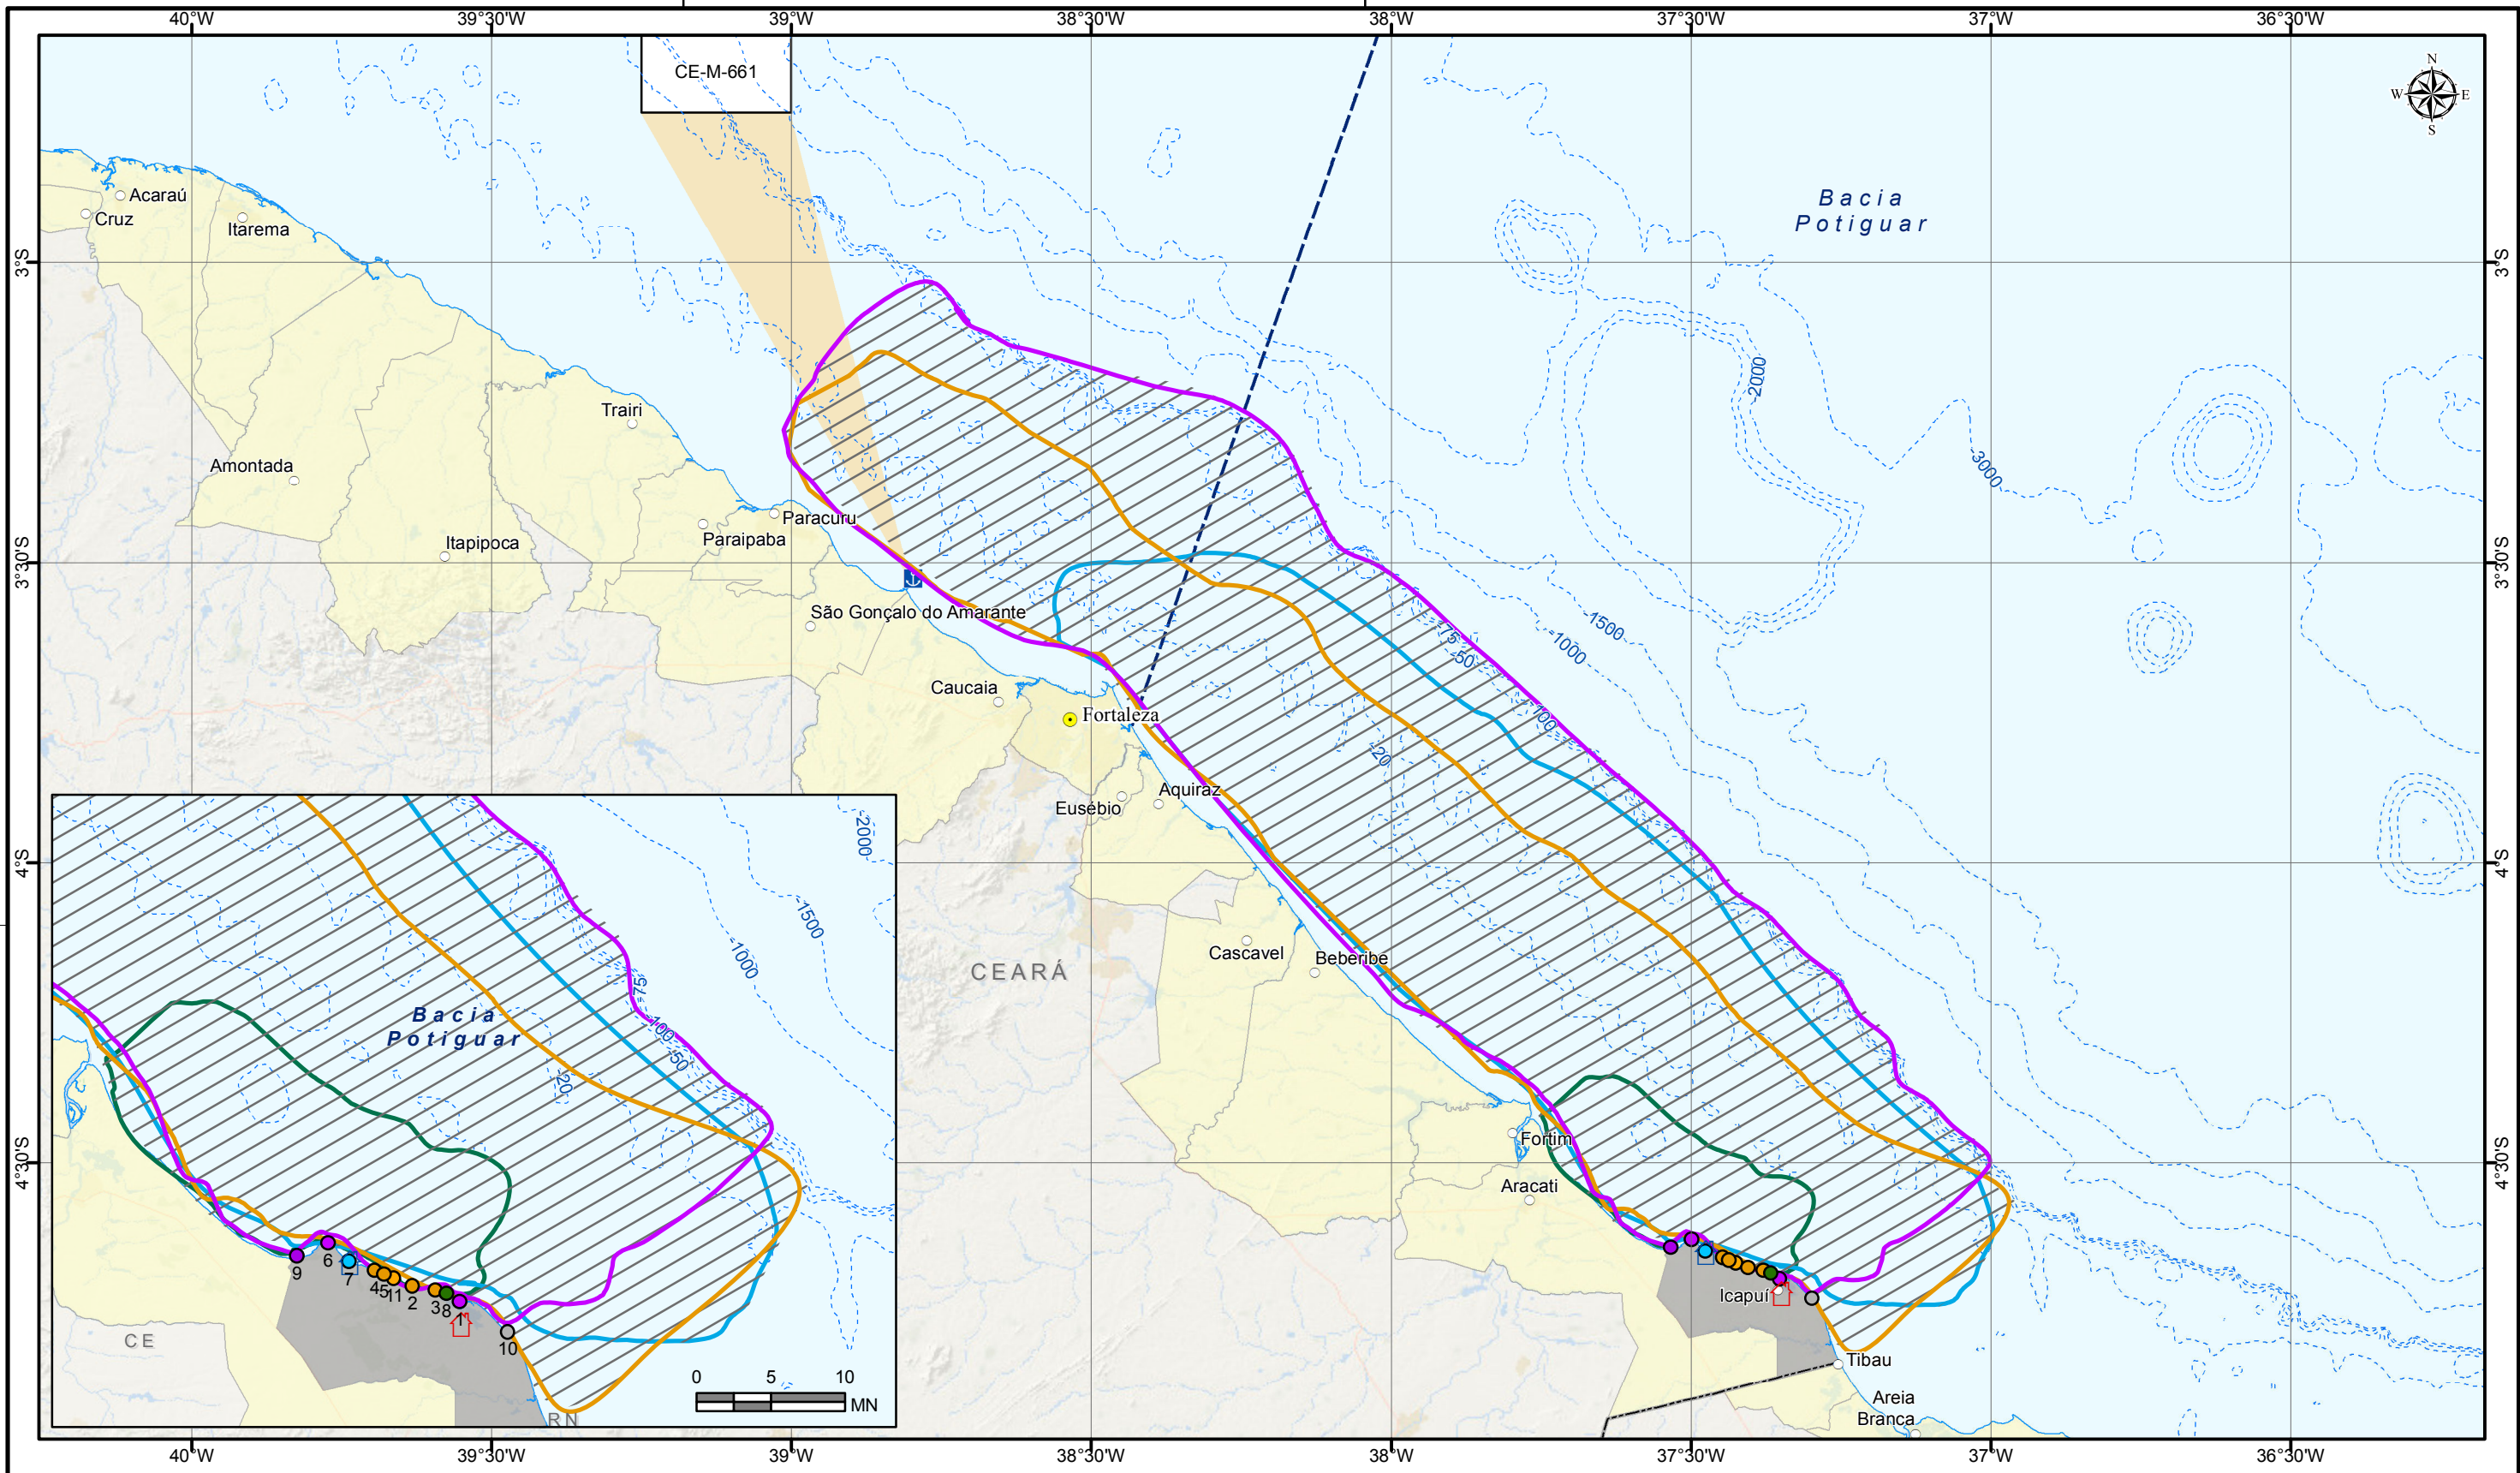 40°W
39°30'W
39°W
38°30'W
38°W
37°30'W
37°W
36°30'W
CE-M-661
N
W
E
S
Bacia
Potiguar
Acaraú
Cruz
Itarema
3°S
3°S
Trairi
-2000
Amontada
-3000
Paracuru
Paraipaba
Itapipoca
3°30'S
3°30'S
São Gonçalo do Amarante
-1500
-1000
-75
-50
Caucaia
Fortaleza
-100
-20
Aquiraz
Eusébio
4°S
4°S
Cascavel
Beberibe
CEARÁ
Fortim
4°30'S
4°30'S
Aracati
Icapuí
Tibau
Areia
Branca
-2000
-1500
-1000
-75
Bacia
Potiguar
-100
-50
-20
9
6
7
4
5
11
2
3
8
1
10
CE
RN
0
5
10
MN
40°W
39°30'W
39°W
38°30'W
38°W
37°30'W
37°W
36°30'W